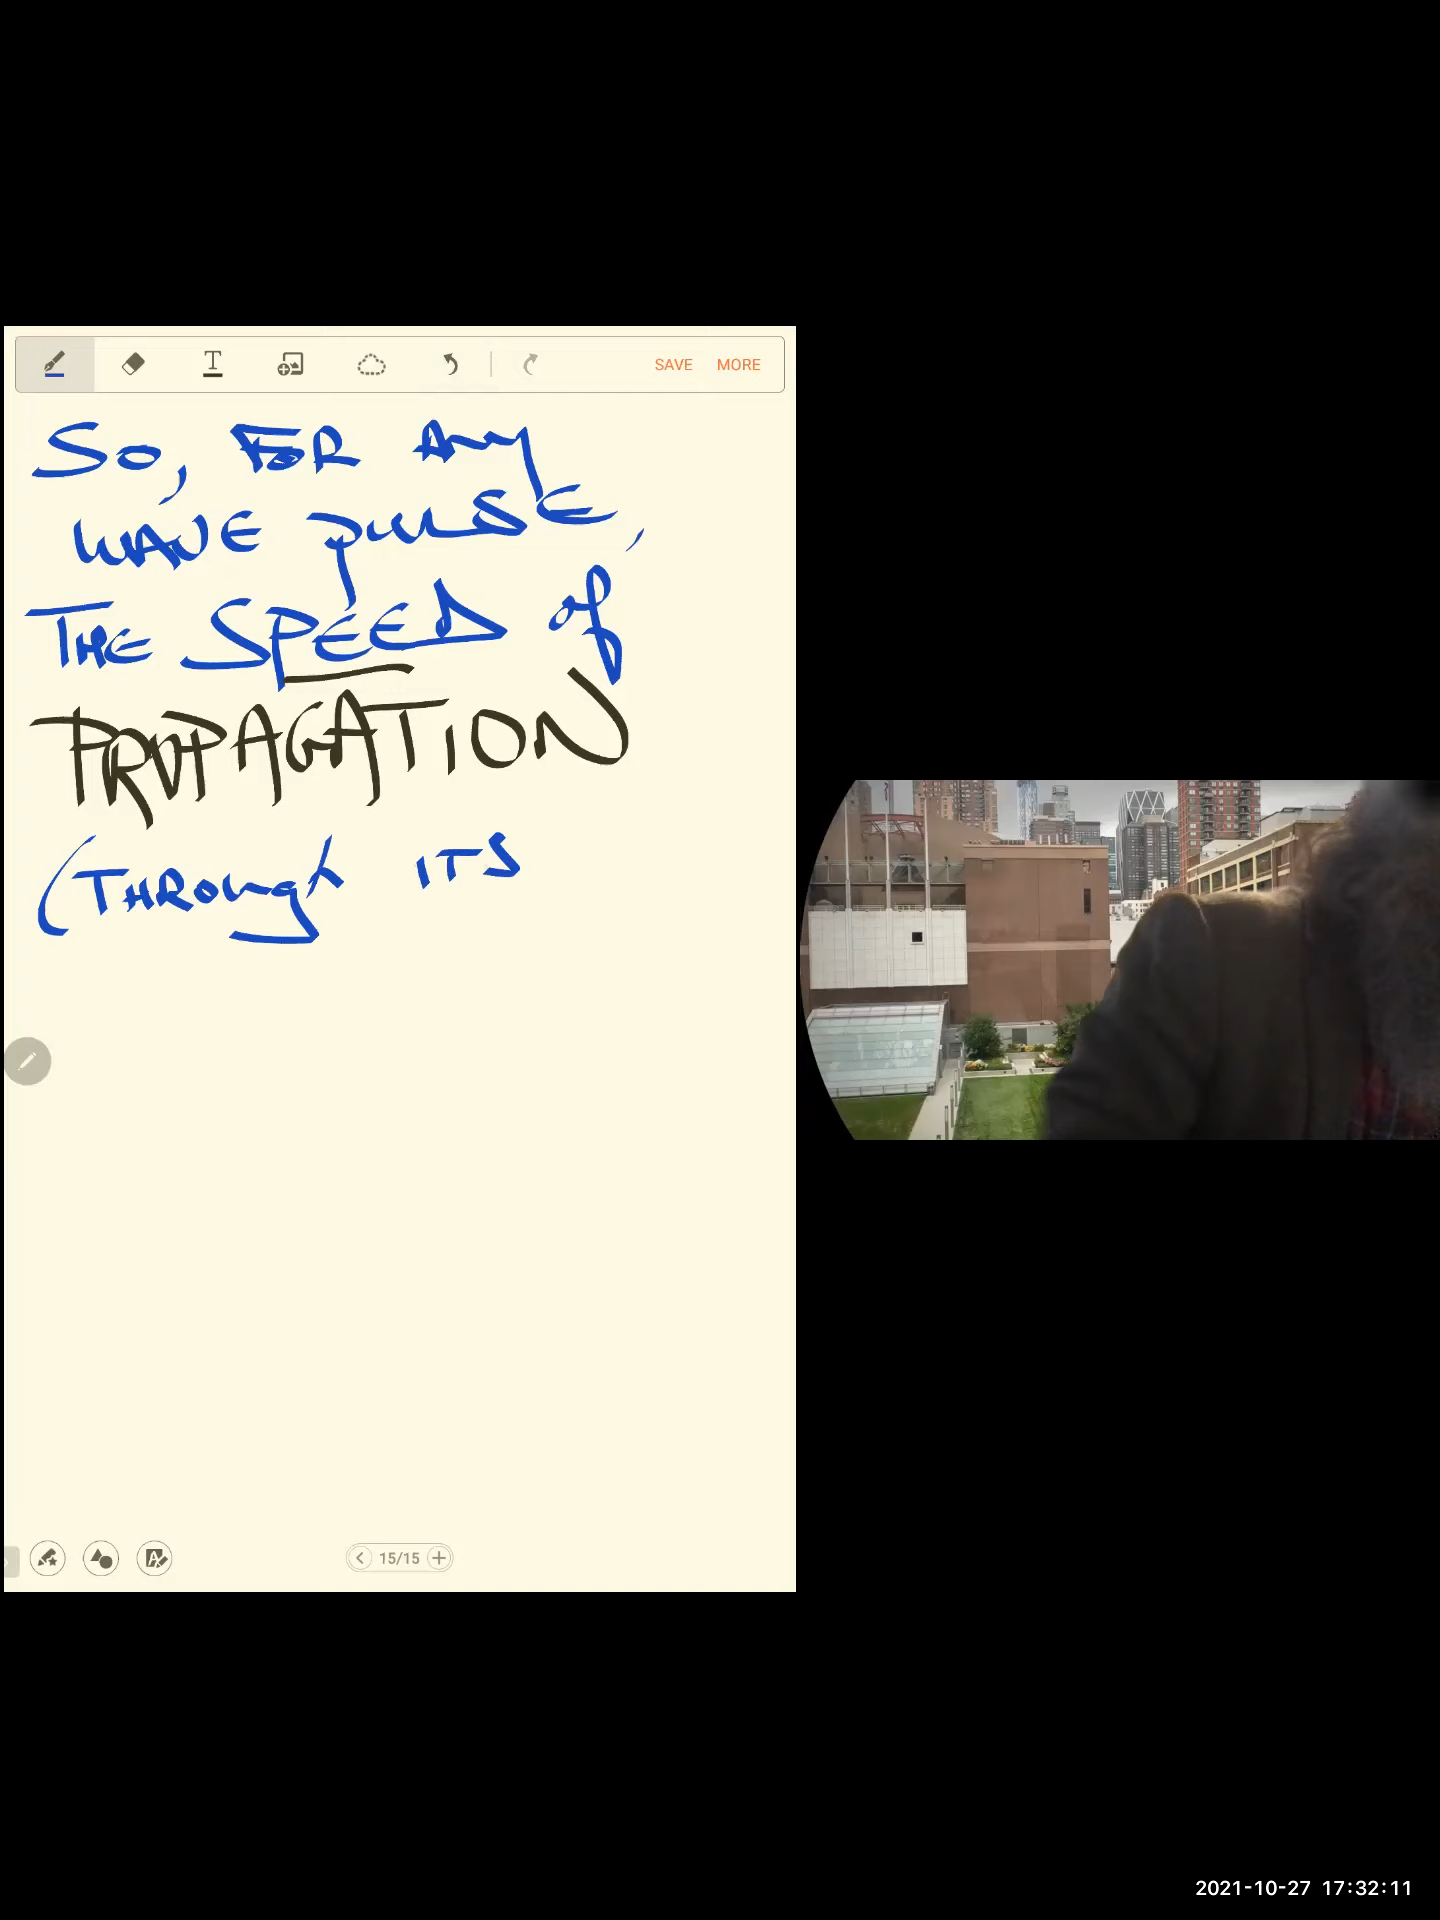 T
SAVE MORE
So, FOR Any
WAVE pulse,
THE SPEED of
PROPAGATION
(THROUGH ITS
15/15
A
2021-10-27 17:32:11